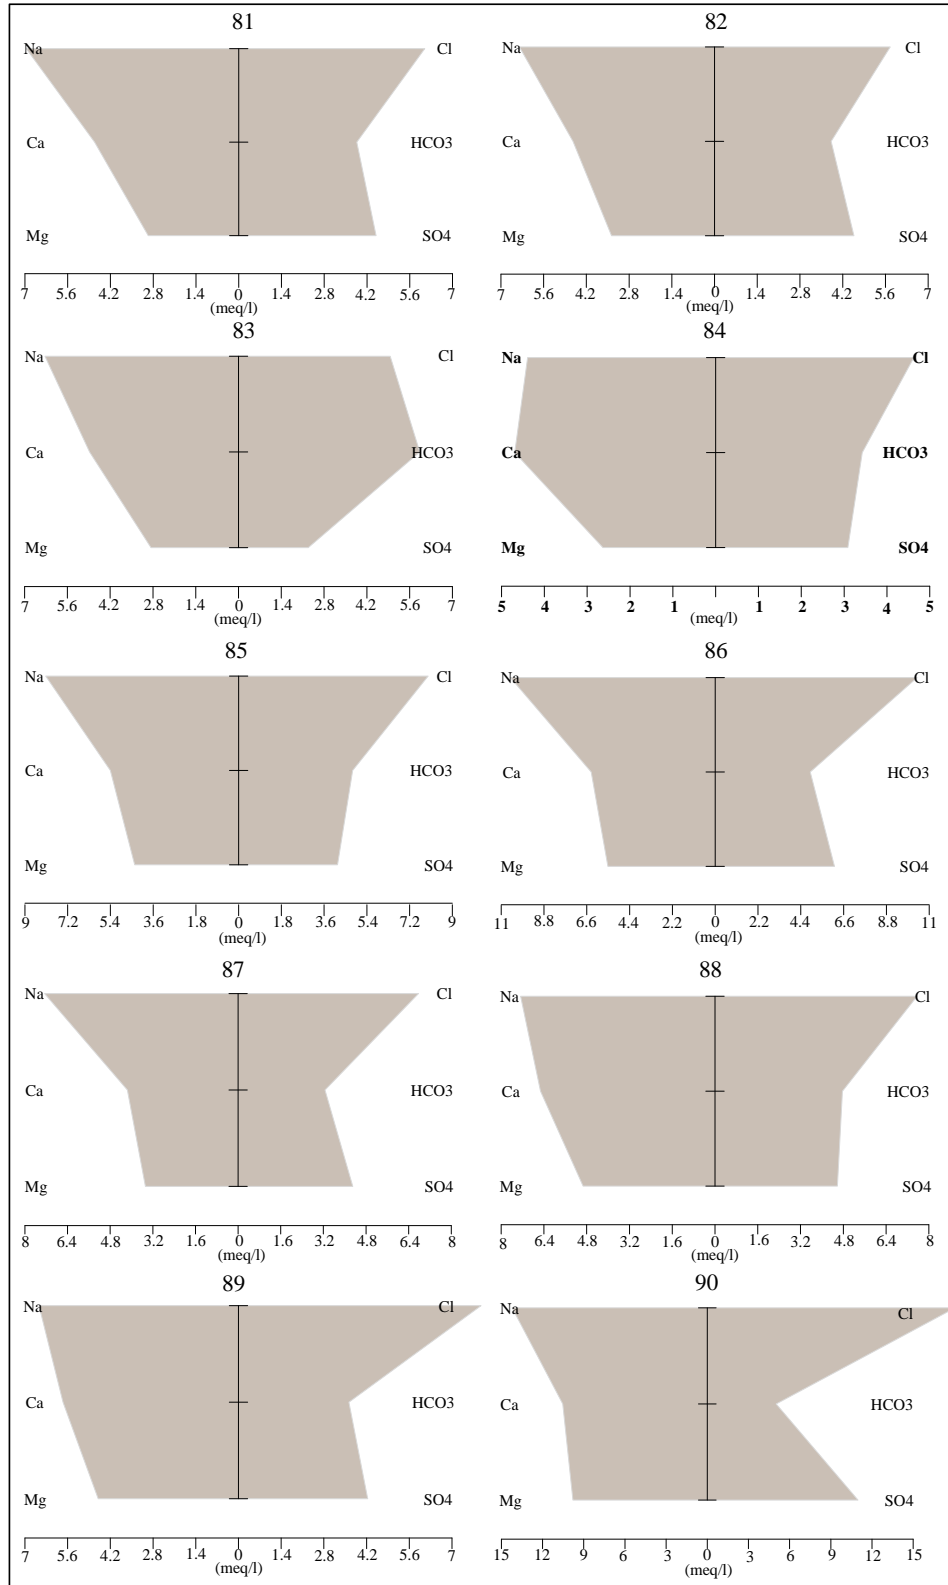 81 82
Na Cl Na Cl
Ca HCO3 Ca HCO3
Mg SO4 Mg SO4
7 5.6 4.2 2.8 1.4 0 1.4 2.8 4.2 5.6 7 7 5.6 4.2 2.8 1.4 0 1.4 2.8 4.2 5.6 7
(meq/l) (meq/l)
83 84
Na Cl Na Cl
Ca HCO3 Ca HCO3
Mg SO4 Mg SO4
7 5.6 4.2 2.8 1.4 0 1.4 2.8 4.2 5.6 7 5 4 3 2 1 1 2 3 4 5
(meq/l) (meq/l)
85 86
Na Cl Na Cl
Ca HCO3 Ca HCO3
Mg SO4 Mg SO4
9 7.2 5.4 3.6 1.8 0 1.8 3.6 5.4 7.2 9 11 8.8 6.6 4.4 2.2 0 2.2 4.4 6.6 8.8 11
(meq/l) (meq/l)
87 88
Na Cl Na Cl
Ca HCO3 Ca HCO3
Mg SO4 Mg SO4
8 6.4 4.8 3.2 1.6 0 1.6 3.2 4.8 6.4 8 8 6.4 4.8 3.2 1.6 0 1.6 3.2 4.8 6.4 8
(meq/l) (meq/l)
89 90
Na Cl Na Cl
Ca HCO3 Ca HCO3
Mg SO4 Mg SO4
7 5.6 4.2 2.8 1.4 0 1.4 2.8 4.2 5.6 7 15 12 9 6 3 0 3 6 9 12 15
(meq/l) (meq/l)